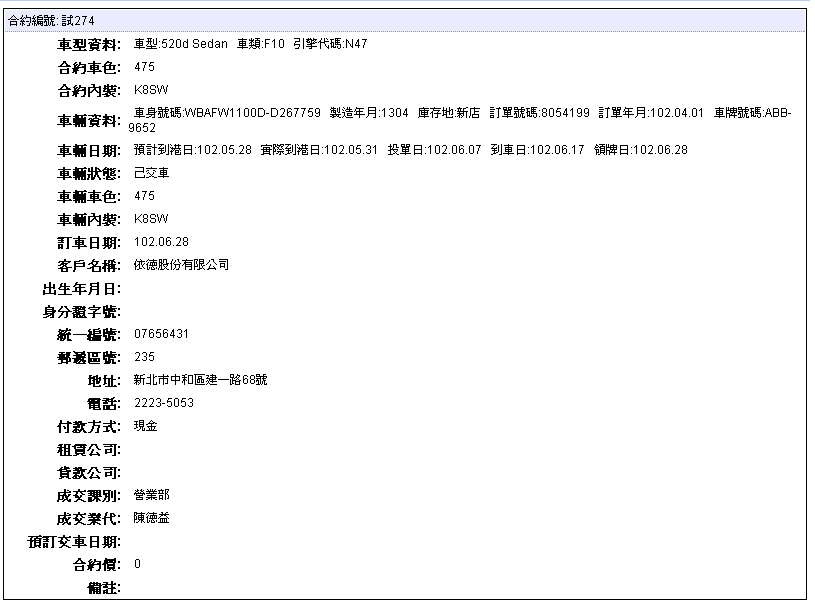 合約編號: 試274
車型資料: 車型:520d Sedan 車類:F10 引擎代碼:N47
合約車色: 475
合約內裝: K8SW
車輛資料: 車身號碼:WBAFW1100D-D267759 製造年月:1304 庫存地:新店 訂單號碼:8054199 訂單年月:102.04.01 車牌號碼:ABB-
9652
車輛日期: 預計到港日:102.05.28 實際到港日:102.05.31 投單日:102.06.07 到車日:102.06.17 領牌日:102.06.28
車輛狀態: 已交車
車輛車色: 475
車輛內裝: K8SW
訂車日期: 102.06.28
客戶名稱: 依德股份有限公司
出生年月日:
身分證字號:
統一編號: 07656431
郵遞區號: 235
地址: 新北市中和區建一路68號
電話: 2223-5053
付款方式: 現金
租賃公司:
貸款公司:
成交課別: 營業部
成交業代: 陳德益
預訂交車日期:
合約價: 0
備註: